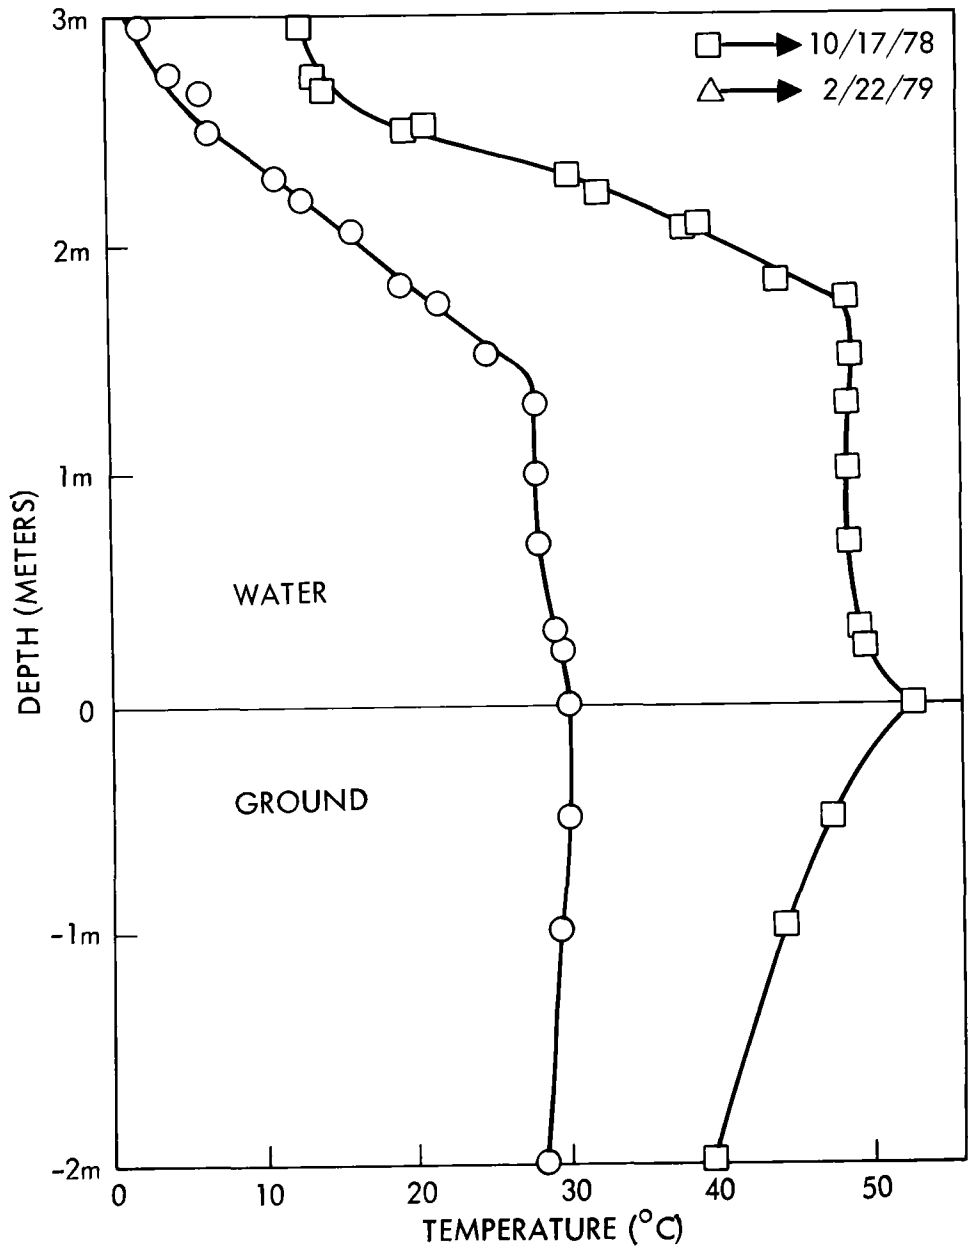 3m
10/17/78
2/22/79
2m
1m
DEPTH (METERS)
WATER
0
GROUND
-1m
-2m
0 10 20 30 40 50
TEMPERATURE (°C)